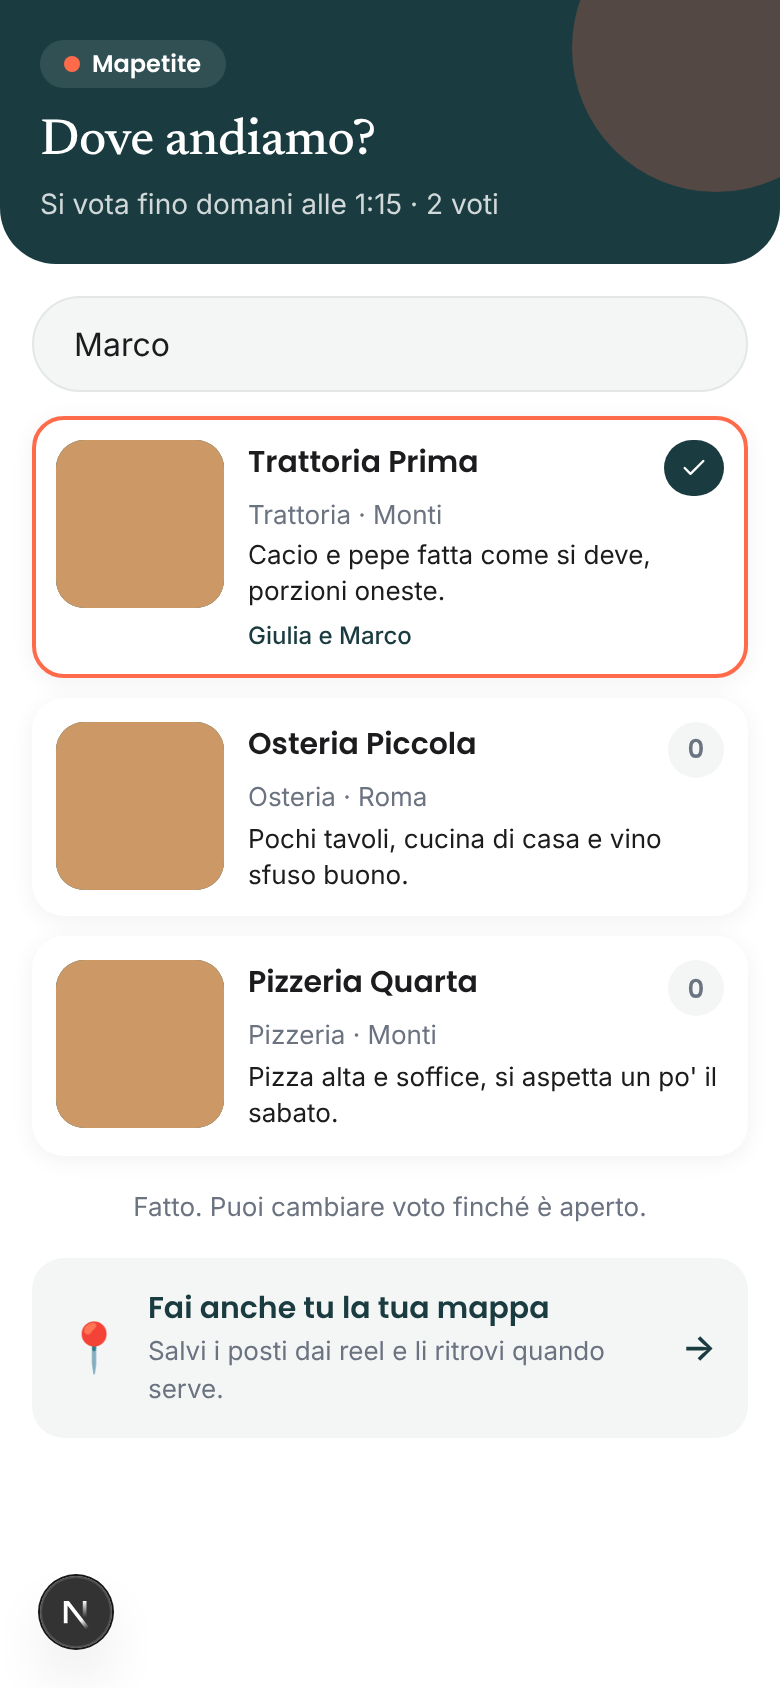 Mapetite
Dove andiamo?
Si vota fino domani alle 1:15 · 2 voti
Marco
Trattoria Prima
Trattoria · Monti
Cacio e pepe fatta come si deve,
porzioni oneste.
Giulia e Marco
Osteria Piccola
0
Osteria · Roma
Pochi tavoli, cucina di casa e vino
sfuso buono.
Pizzeria Quarta
0
Pizzeria · Monti
Pizza alta e soffice, si aspetta un po' il
sabato.
Fatto. Puoi cambiare voto finché è aperto.
Fai anche tu la tua mappa
Salvi i posti dai reel e li ritrovi quando
serve.
N